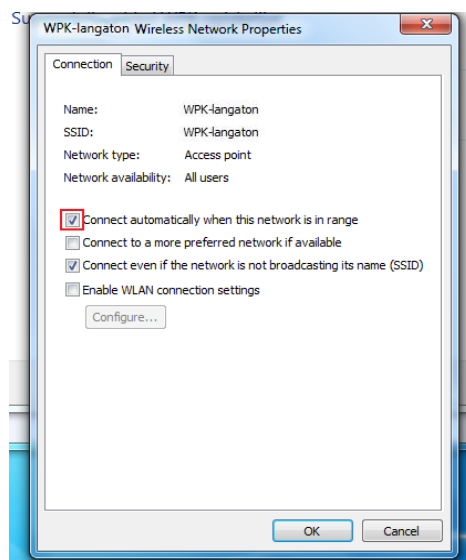 WPK-langaton Wireless Network Properties
Connection Security
Name: WPK-langaton
SSID: WPK-langaton
Network type: Access point
Network availability: All users
Connect automatically when this network is in range
Connect to a more preferred network if available
Connect even if the network is not broadcasting its name (SSID)
Enable WLAN connection settings
Configure...
OK Cancel